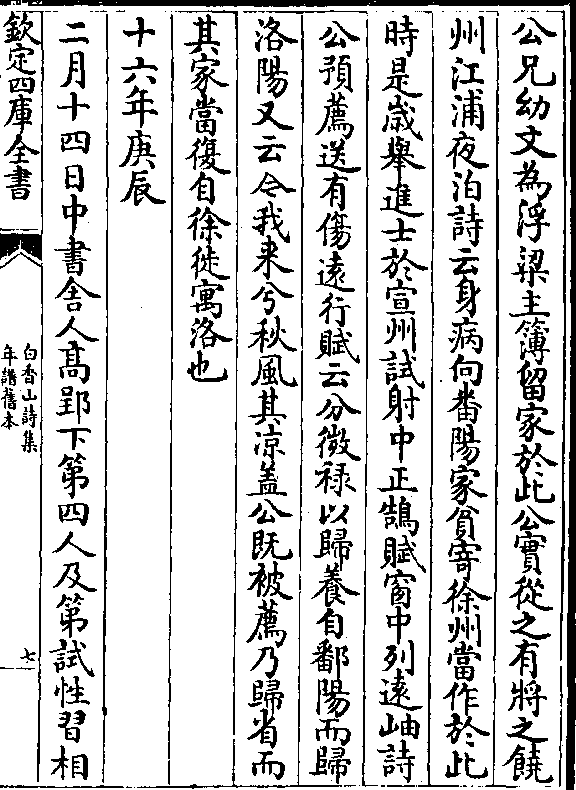 公兄幼文為浮梁主簿留家於此公實從之有將之饒
州江浦夜泊詩云身病向鄱陽家貧寄徐州當作於此
時是歲舉進士於宣州試射中正鵠賦窗中列遠岫詩
公預薦送有傷遠行賦云分微祿以歸養自鄱陽而歸
洛陽又云今我来兮秋風其凉盖公既被薦乃歸省而
其家當復自徐徙寓洛也
十六年庚辰
二月十四日中書舍人髙郢下第四人及第試性習相
欽定四庫全書
白香山詩集
年譜舊本
七